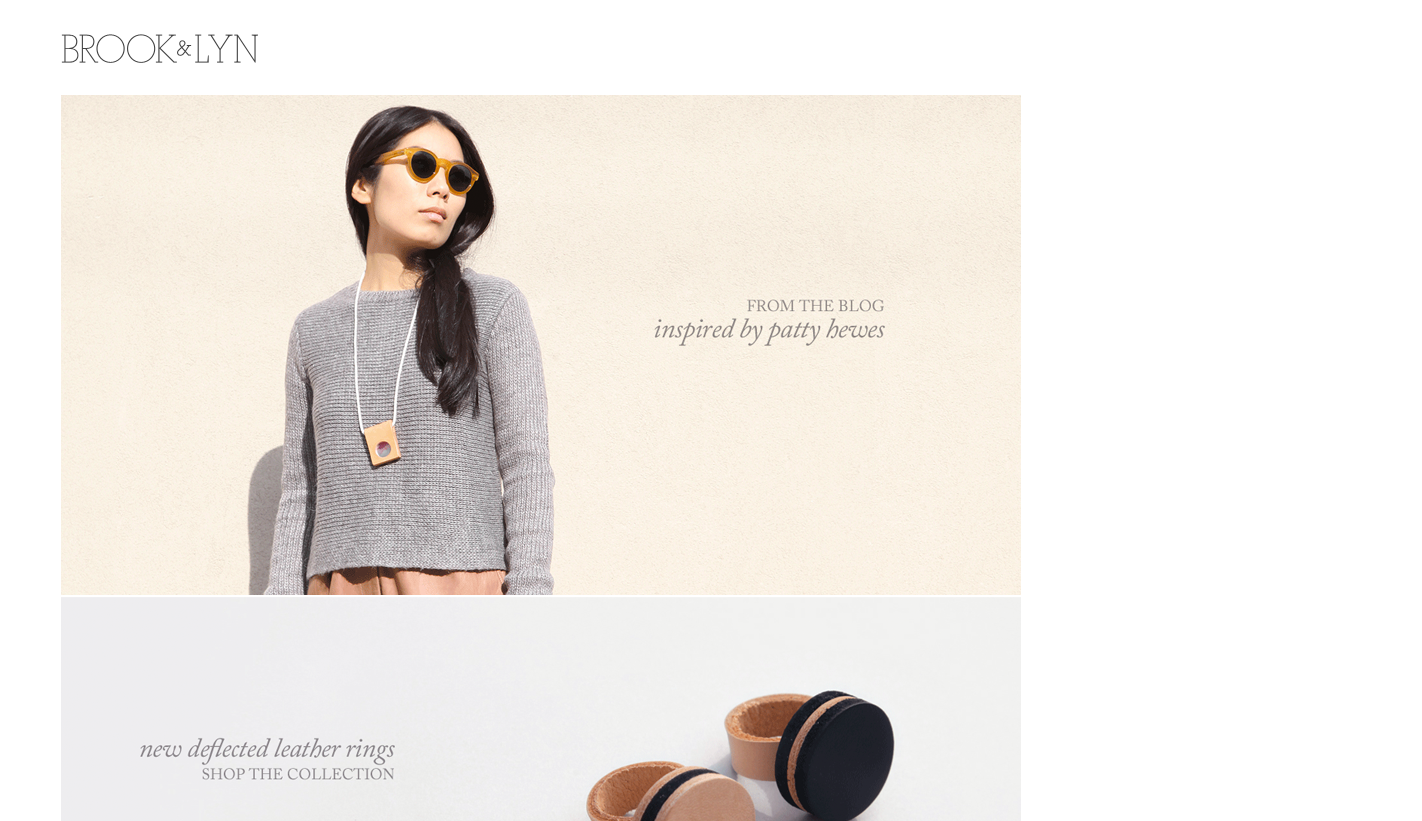 BROOK&LYN
FROM THE BLOG
inspired by patty hewes
new deflected leather rings
SHOP THE COLLECTION